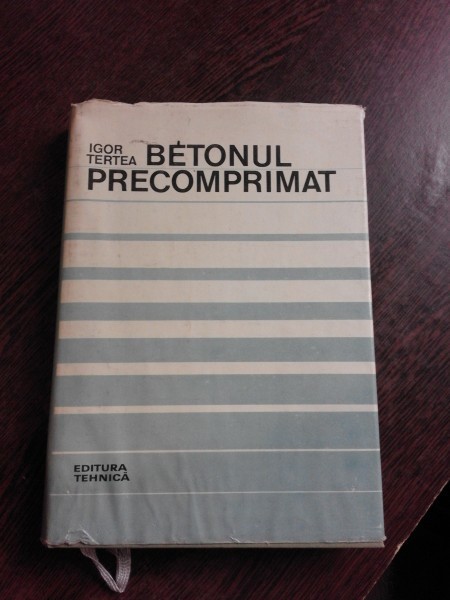 IGOR
TERTEA
BETONUL
PRECOMPRIMAT
EDITURA
TEHNICĂ